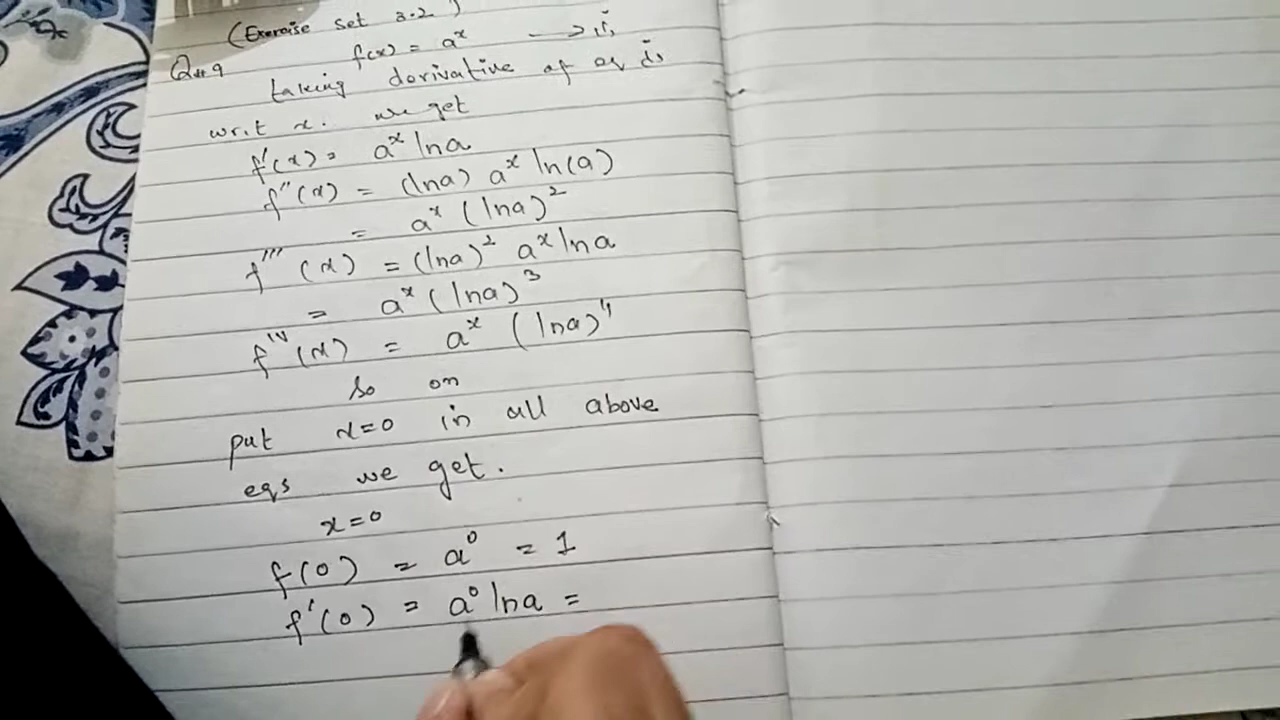 (Exercise set 3.2)
Q#9 f(x) = a^x → i,
taking derivative of eq i,
w.r.t x. we get
f'(x) = a^x ln a
f''(x) = (ln a) a^x ln(a)
= a^x (ln a)^2
f'''(x) = (ln a)^2 a^x ln a
= a^x (ln a)^3
f^IV(x) = a^x (ln a)^4
so on
put x=0 in all above
eqs we get.
x=0
f(0) = a^0 = 1
f'(0) = a^0 ln a =